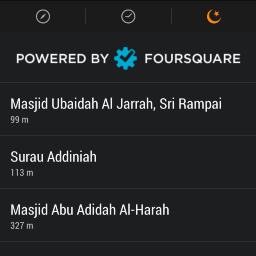 POWERED BY FOURSQUARE
Masjid Ubaidah Al Jarrah, Sri Rampai
99 m
Surau Addiniah
113 m
Masjid Abu Adidah Al-Harah
327 m